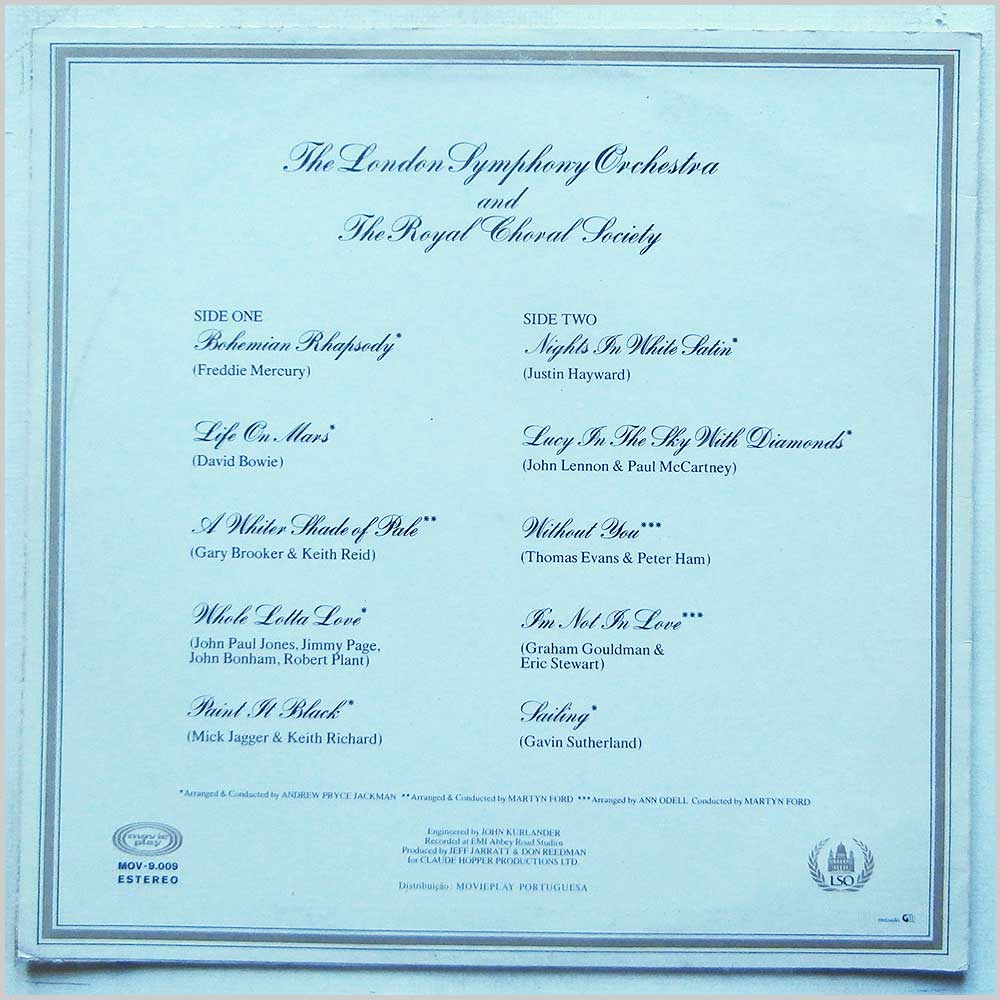 The London Symphony Orchestra
and
The Royal Choral Society
SIDE ONE
Bohemian Rhapsody*
(Freddie Mercury)
Life On Mars*
(David Bowie)
A Whiter Shade of Pale**
(Gary Brooker & Keith Reid)
Whole Lotta Love*
(John Paul Jones, Jimmy Page,
John Bonham, Robert Plant)
Paint It Black*
(Mick Jagger & Keith Richard)
SIDE TWO
Nights In White Satin*
(Justin Hayward)
Lucy In The Sky With Diamonds*
(John Lennon & Paul McCartney)
Without You***
(Thomas Evans & Peter Ham)
I'm Not In Love***
(Graham Gouldman &
Eric Stewart)
Sailing*
(Gavin Sutherland)
*Arranged & Conducted by ANDREW PRYCE JACKMAN **Arranged & Conducted by MARTYN FORD ***Arranged by ANN ODELL Conducted by MARTYN FORD
movie
play
MOV-9.009
ESTEREO
Engineered by JOHN KURLANDER
Recorded at EMI Abbey Road Studios
Produced by JEFF JARRATT & DON REEDMAN
for CLAUDE HOPPER PRODUCTIONS LTD
Distribuição MOVIEPLAY PORTUGUESA
LSO